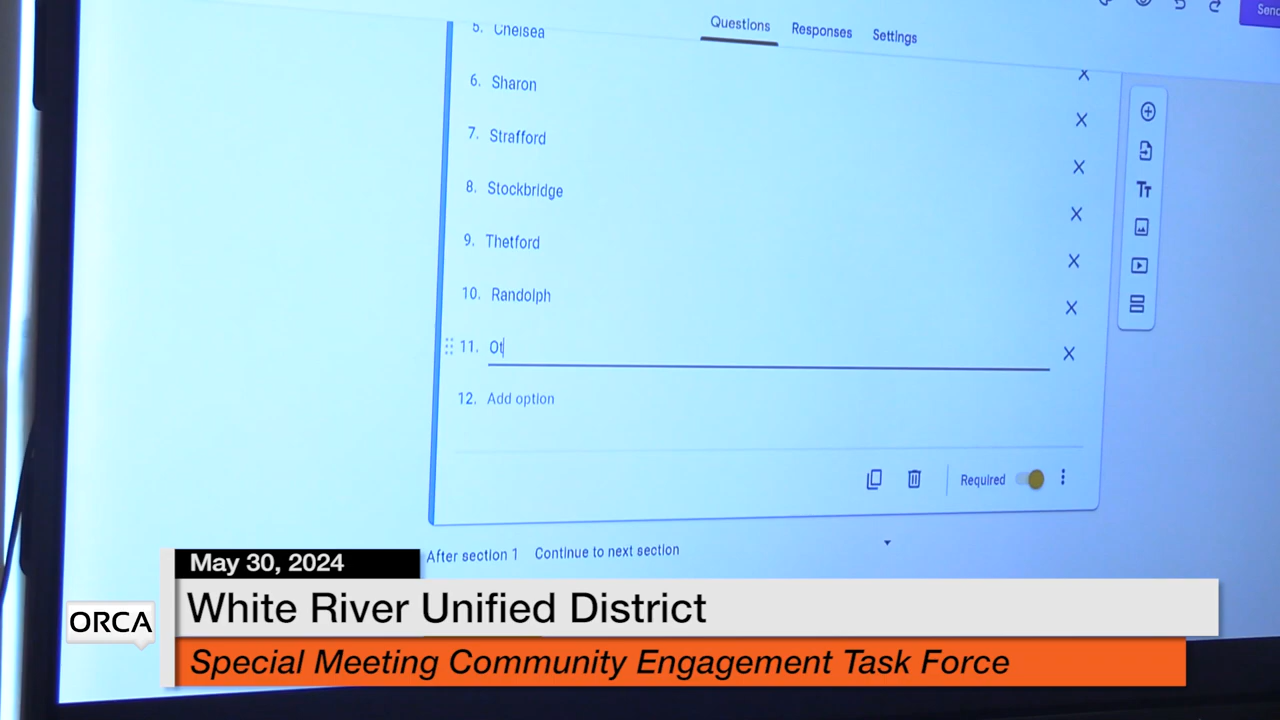 Questions Responses Settings
Send
5. Chelsea
6. Sharon
7. Strafford
8. Stockbridge
9. Thetford
10. Randolph
11. Ot
12. Add option
Required
After section 1 Continue to next section
May 30, 2024
White River Unified District
ORCA
Special Meeting Community Engagement Task Force